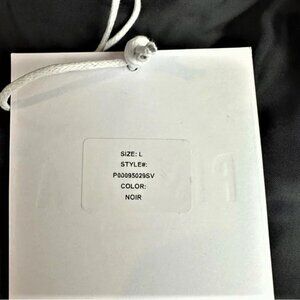 SIZE: L
STYLE#:
P00095029SV
COLOR:
NOIR